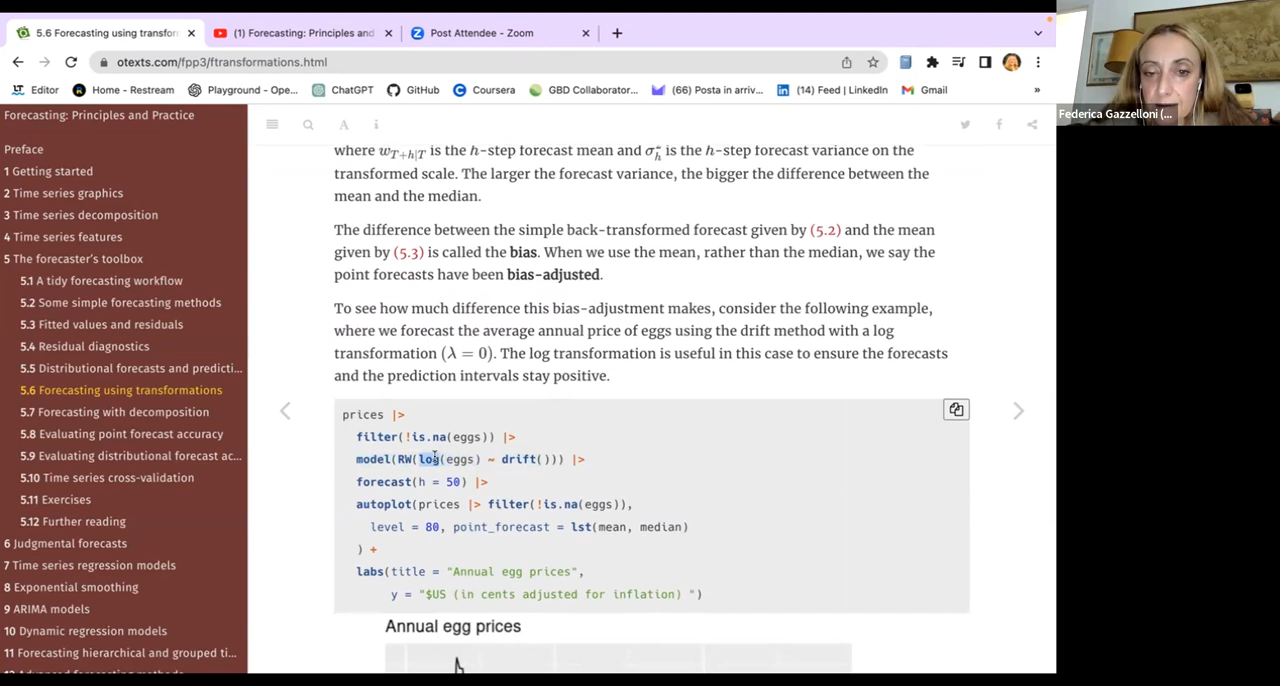 5.6 Forecasting using transforn
(1) Forecasting: Principles and
Post Attendee - Zoom
otexts.com/fpp3/ftransformations.html
Editor
Home - Restream
Playground - Ope...
ChatGPT
GitHub
Coursera
GBD Collaborator...
(66) Posta in arriv...
(14) Feed | LinkedIn
Gmail
»
Federica Gazzelloni (...
Forecasting: Principles and Practice
Preface
1 Getting started
2 Time series graphics
3 Time series decomposition
4 Time series features
5 The forecaster's toolbox
5.1 A tidy forecasting workflow
5.2 Some simple forecasting methods
5.3 Fitted values and residuals
5.4 Residual diagnostics
5.5 Distributional forecasts and predicti...
5.6 Forecasting using transformations
5.7 Forecasting with decomposition
5.8 Evaluating point forecast accuracy
5.9 Evaluating distributional forecast ac...
5.10 Time series cross-validation
5.11 Exercises
5.12 Further reading
6 Judgmental forecasts
7 Time series regression models
8 Exponential smoothing
9 ARIMA models
10 Dynamic regression models
11 Forecasting hierarchical and grouped ti...
A
i
where w_{T+h|T} is the h-step forecast mean and σ_h^2 is the h-step forecast variance on the
transformed scale. The larger the forecast variance, the bigger the difference between the
mean and the median.
The difference between the simple back-transformed forecast given by (5.2) and the mean
given by (5.3) is called the bias. When we use the mean, rather than the median, we say the
point forecasts have been bias-adjusted.
To see how much difference this bias-adjustment makes, consider the following example,
where we forecast the average annual price of eggs using the drift method with a log
transformation (λ = 0). The log transformation is useful in this case to ensure the forecasts
and the prediction intervals stay positive.
prices |>
filter(!is.na(eggs)) |>
model(RW(log(eggs) ~ drift())) |>
forecast(h = 50) |>
autoplot(prices |> filter(!is.na(eggs)),
level = 80, point_forecast = lst(mean, median)
) +
labs(title = "Annual egg prices",
y = "$US (in cents adjusted for inflation) ")
Annual egg prices